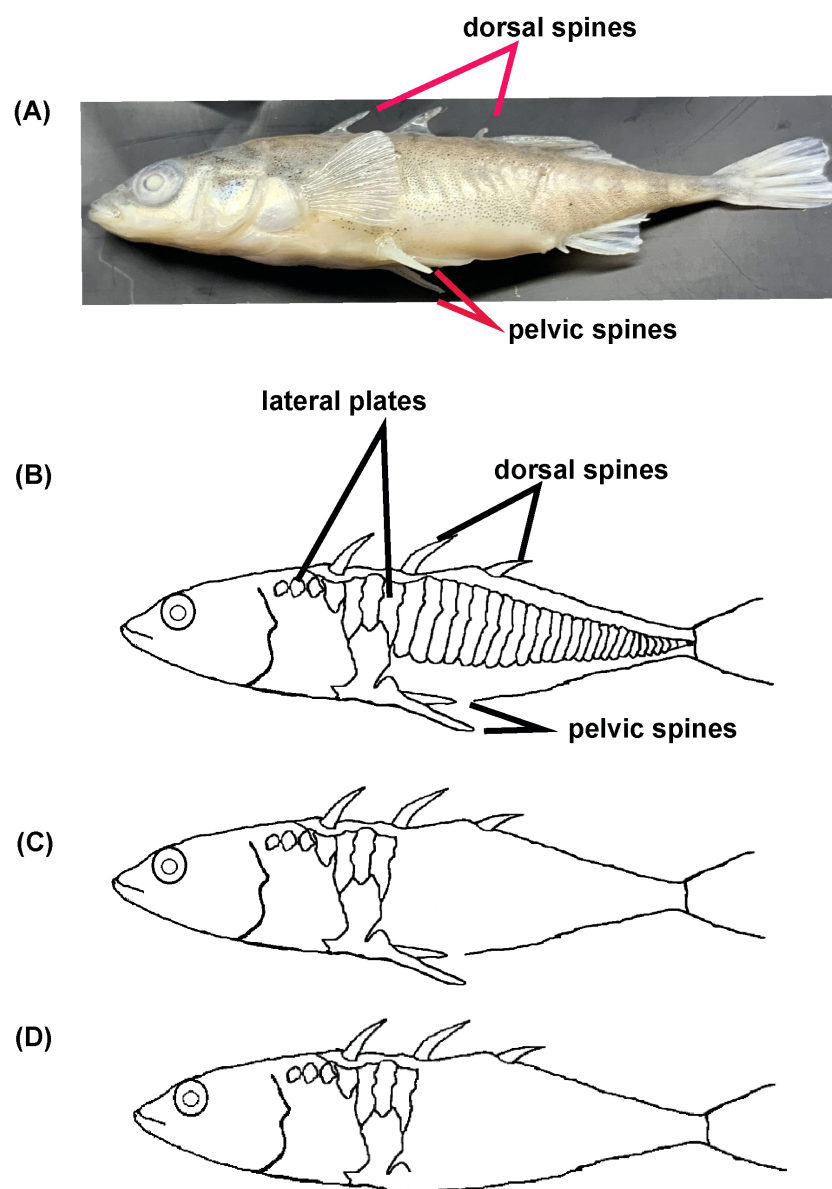 dorsal spines
(A)
pelvic spines
lateral plates
(B)
dorsal spines
pelvic spines
(C)
(D)